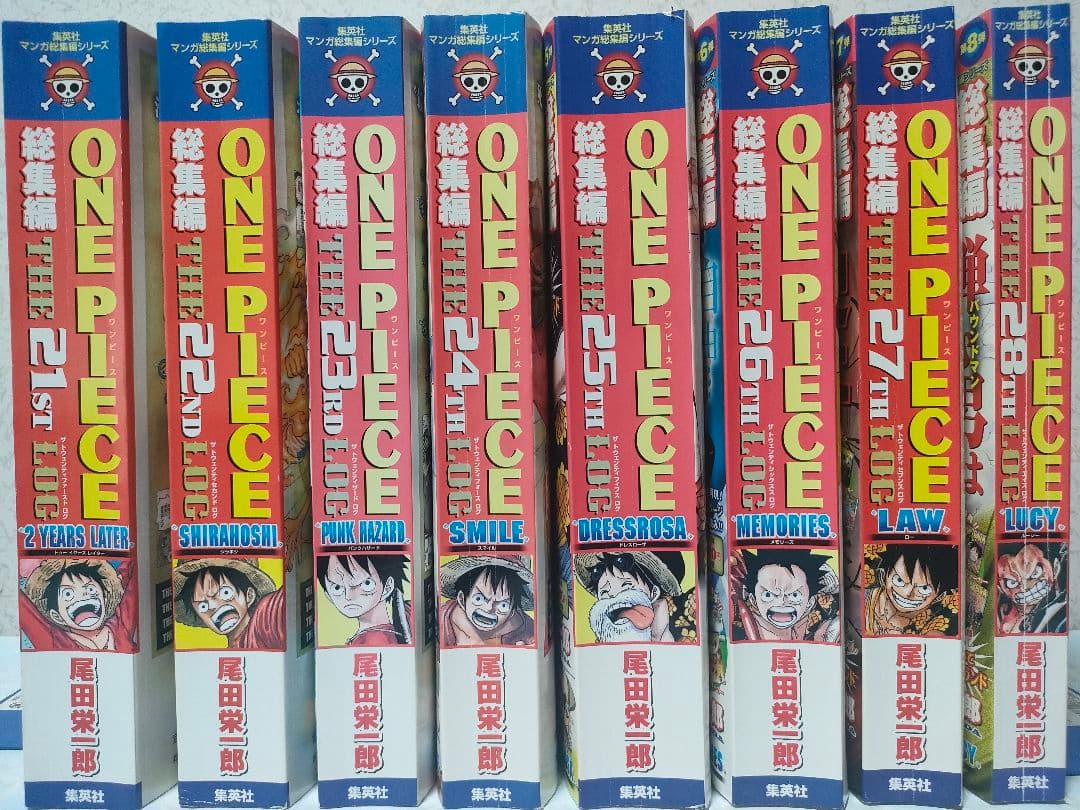 集英社
マンガ総集編シリーズ
ONE PIECE
ワンピース
総集編 THE 21ST LOG
ザ トゥエンティファースト ログ
"2 YEARS LATER"
トゥー イヤーズ レイター
尾田栄一郎
集英社
集英社
マンガ総集編シリーズ
ONE PIECE
ワンピース
総集編 THE 22ND LOG
ザ トゥエンティセカンド ログ
"SHIRAHOSHI"
シラホシ
尾田栄一郎
集英社
集英社
マンガ総集編シリーズ
ONE PIECE
ワンピース
総集編 THE 23RD LOG
ザ トゥエンティサード ログ
"PUNK HAZARD"
パンクハザード
尾田栄一郎
集英社
集英社
マンガ総集編シリーズ
ONE PIECE
ワンピース
総集編 THE 24TH LOG
ザ トゥエンティフォース ログ
"SMILE"
スマイル
尾田栄一郎
集英社
集英社
マンガ総集編シリーズ
ONE PIECE
ワンピース
総集編 THE 25TH LOG
ザ トゥエンティフィフス ログ
"DRESSROSA"
ドレスローザ
尾田栄一郎
集英社
集英社
マンガ総集編シリーズ
ONE PIECE
ワンピース
総集編 THE 26TH LOG
ザ トゥエンティシックスス ログ
"MEMORIES"
メモリーズ
尾田栄一郎
集英社
集英社
マンガ総集編シリーズ
ONE PIECE
ワンピース
総集編 THE 27TH LOG
ザ トゥエンティセブンス ログ
"LAW"
ロー
尾田栄一郎
集英社
第8弾
総集編
バウンドマン
集英社
マンガ総集編シリーズ
ONE PIECE
ワンピース
総集編 THE 28TH LOG
"LUCY"
ルーシー
尾田栄一郎
集英社